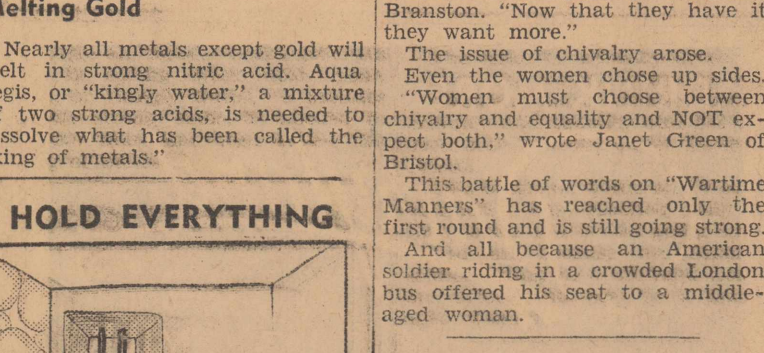 Melting Gold
Nearly all metals except gold will
elt in strong nitric acid. Aqua
egis, or "kingly water," a mixture
f two strong acids, is needed to
issolve what has been called the
king of metals."
HOLD EVERYTHING
Branston. "Now that they have it
they want more."
The issue of chivalry arose.
Even the women chose up sides.
"Women must choose between
chivalry and equality and NOT ex-
pect both," wrote Janet Green of
Bristol.
This battle of words on "Wartime
Manners" has reached only the
first round and is still going strong.
And all because an American
soldier riding in a crowded London
bus offered his seat to a middle-
aged woman.